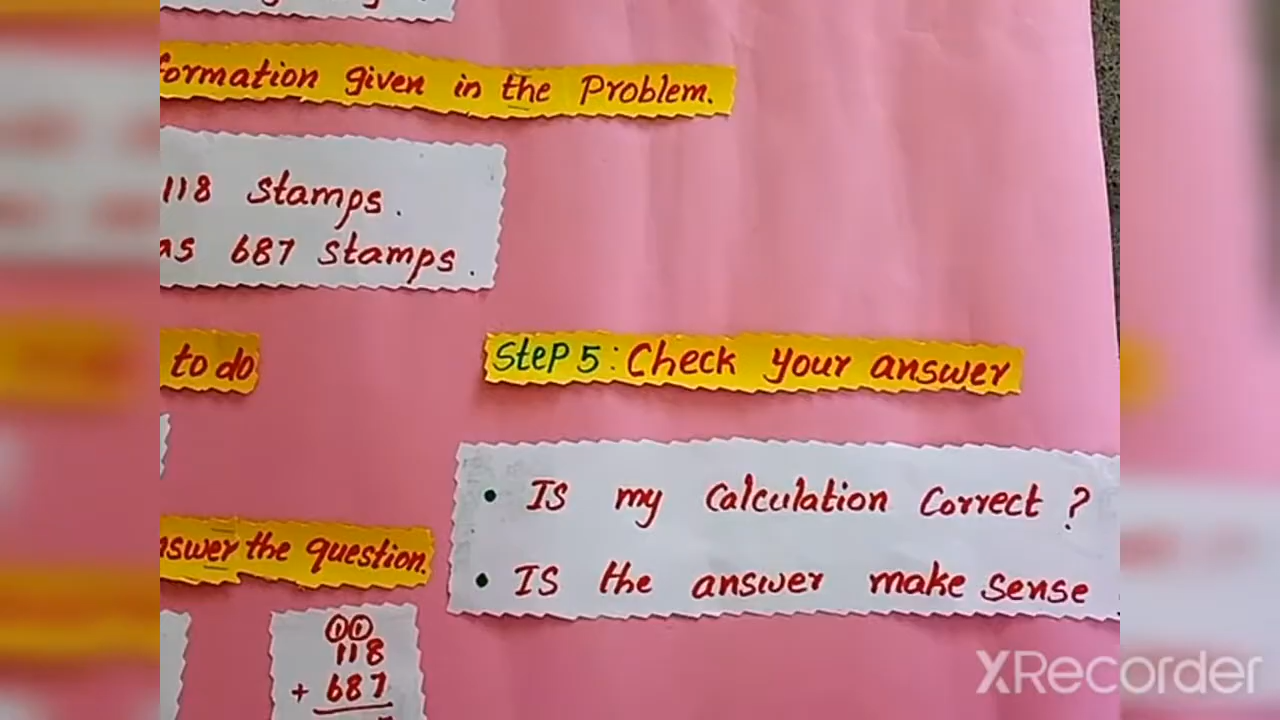 formation given in the Problem.
118 stamps.
as 687 stamps.
to do
Step 5: Check your answer
• Is my calculation correct ?
• Is the answer make sense
nswer the question.
11
118
+ 687
XRecorder